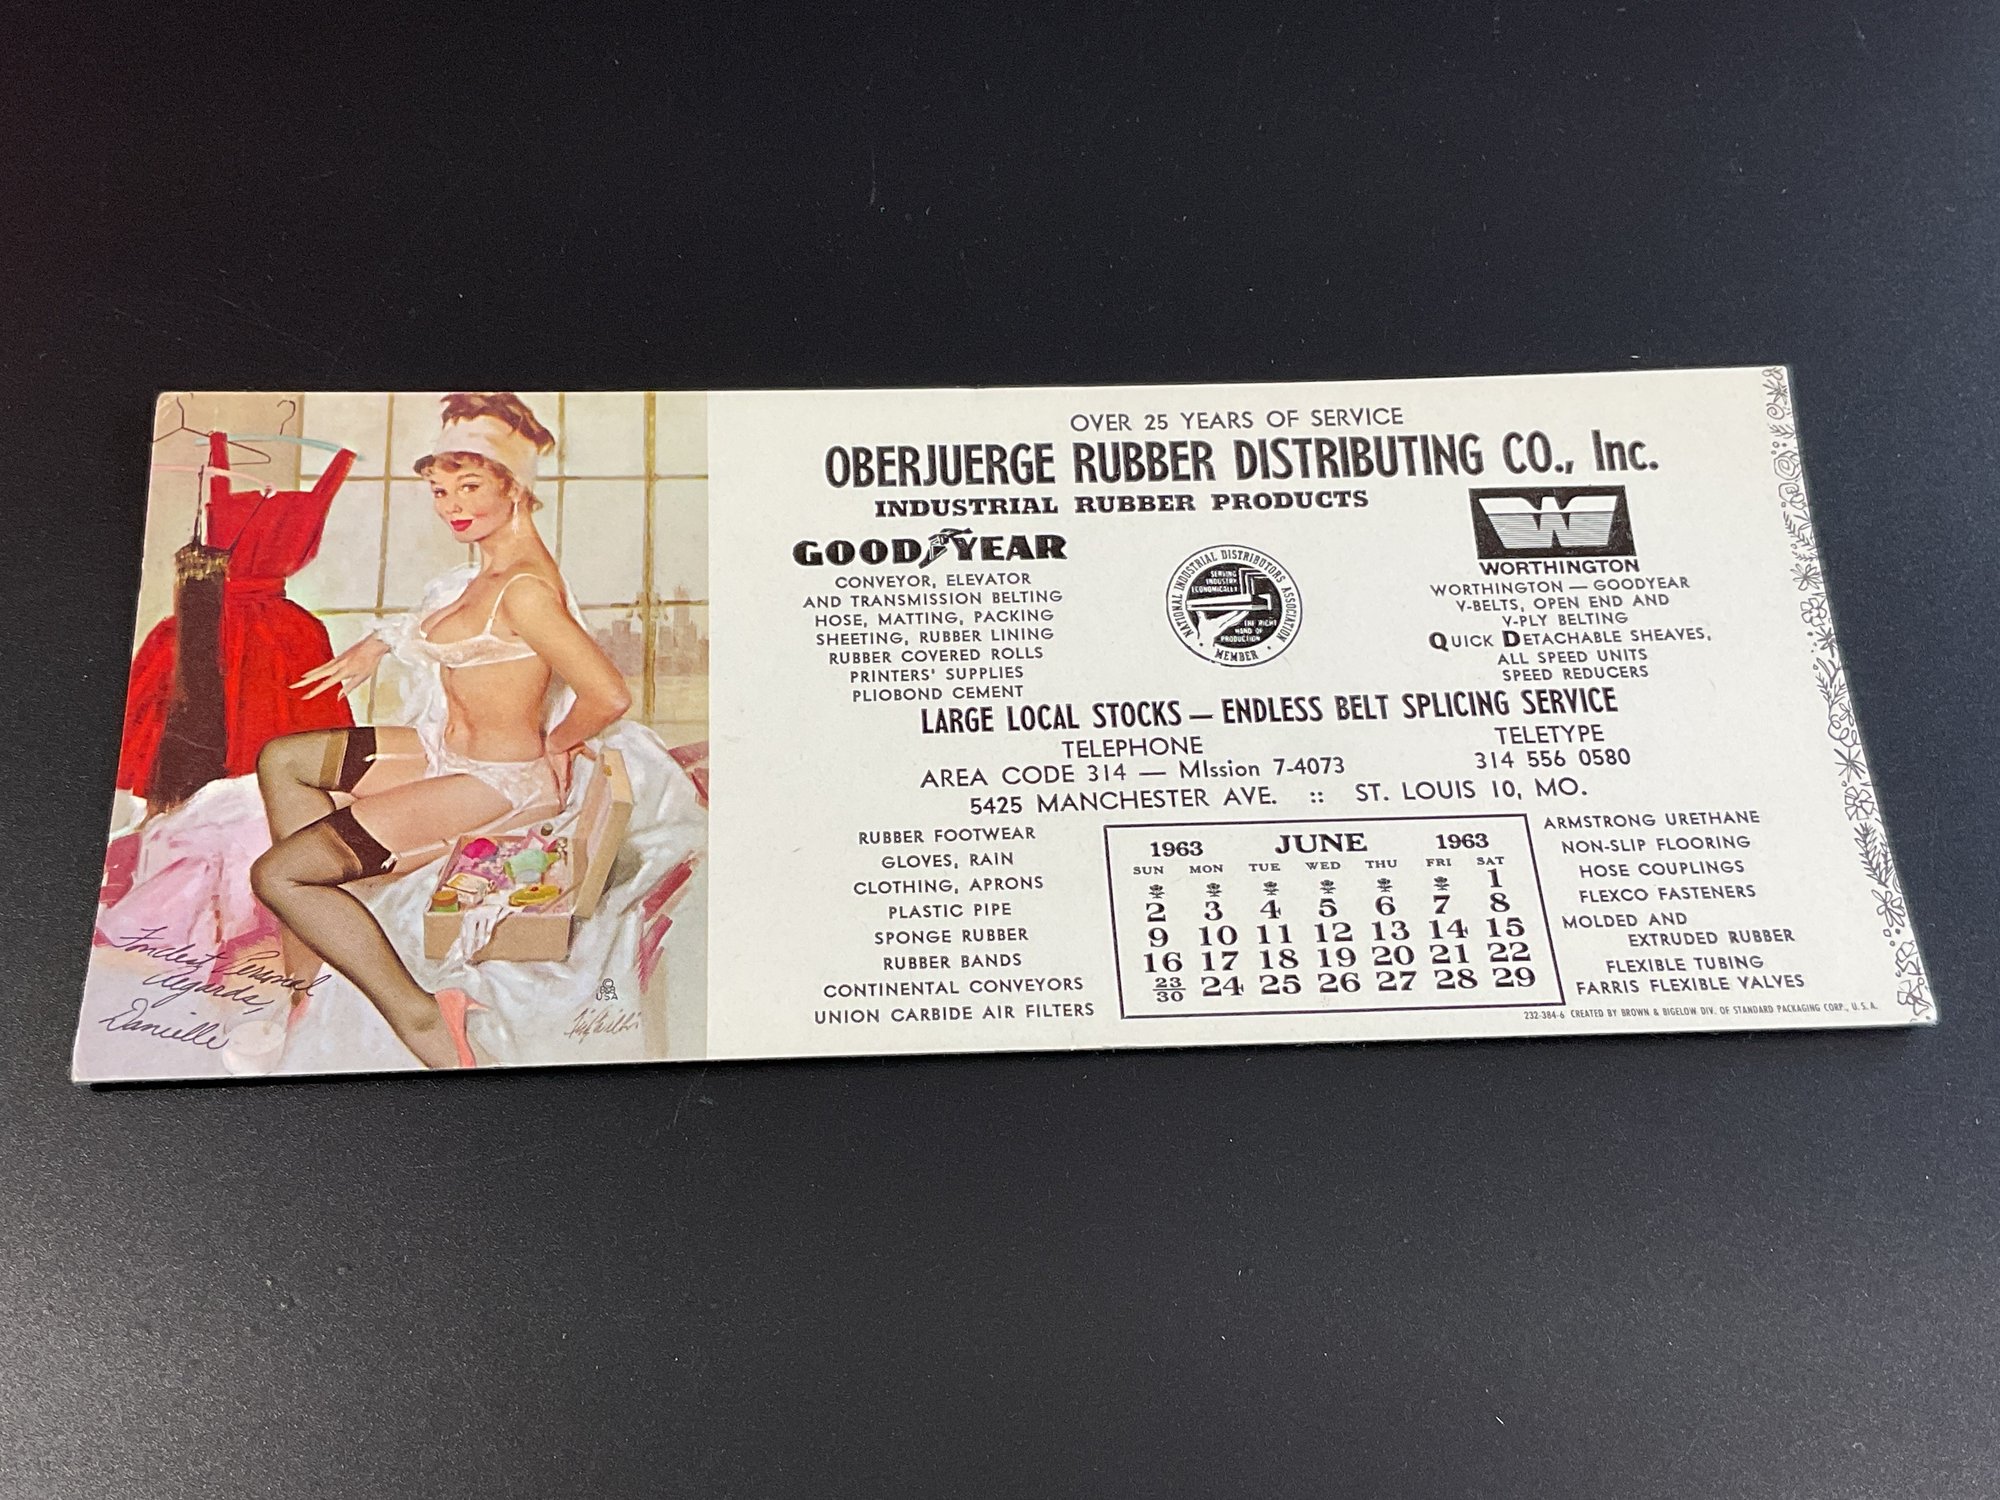 OVER 25 YEARS OF SERVICE
OBERJUERGE RUBBER DISTRIBUTING CO., Inc.
INDUSTRIAL RUBBER PRODUCTS
GOODYEAR
CONVEYOR, ELEVATOR
AND TRANSMISSION BELTING
HOSE, MATTING, PACKING
SHEETING, RUBBER LINING
RUBBER COVERED ROLLS
PRINTERS' SUPPLIES
PLIOBOND CEMENT
NATIONAL INDUSTRIAL DISTRIBUTORS ASSOCIATION
SERVING
INDUSTRY
ECONOMICALLY
THE RIGHT
HAND OF
PRODUCTION
• MEMBER •
W
WORTHINGTON
WORTHINGTON — GOODYEAR
V-BELTS, OPEN END AND
V-PLY BELTING
QUICK DETACHABLE SHEAVES,
ALL SPEED UNITS
SPEED REDUCERS
LARGE LOCAL STOCKS — ENDLESS BELT SPLICING SERVICE
TELEPHONE
AREA CODE 314 — MIssion 7-4073
TELETYPE
314 556 0580
5425 MANCHESTER AVE. :: ST. LOUIS 10, MO.
RUBBER FOOTWEAR
GLOVES, RAIN
CLOTHING, APRONS
PLASTIC PIPE
SPONGE RUBBER
RUBBER BANDS
CONTINENTAL CONVEYORS
UNION CARBIDE AIR FILTERS
1963 JUNE 1963
SUN MON TUE WED THU FRI SAT
1
2 3 4 5 6 7 8
9 10 11 12 13 14 15
16 17 18 19 20 21 22
23/30 24 25 26 27 28 29
ARMSTRONG URETHANE
NON-SLIP FLOORING
HOSE COUPLINGS
FLEXCO FASTENERS
MOLDED AND
EXTRUDED RUBBER
FLEXIBLE TUBING
FARRIS FLEXIBLE VALVES
232-384-6 CREATED BY BROWN & BIGELOW DIV. OF STANDARD PACKAGING CORP., U.S.A.
Fondest Personal
Regards,
Danielle
©
B&B
USA